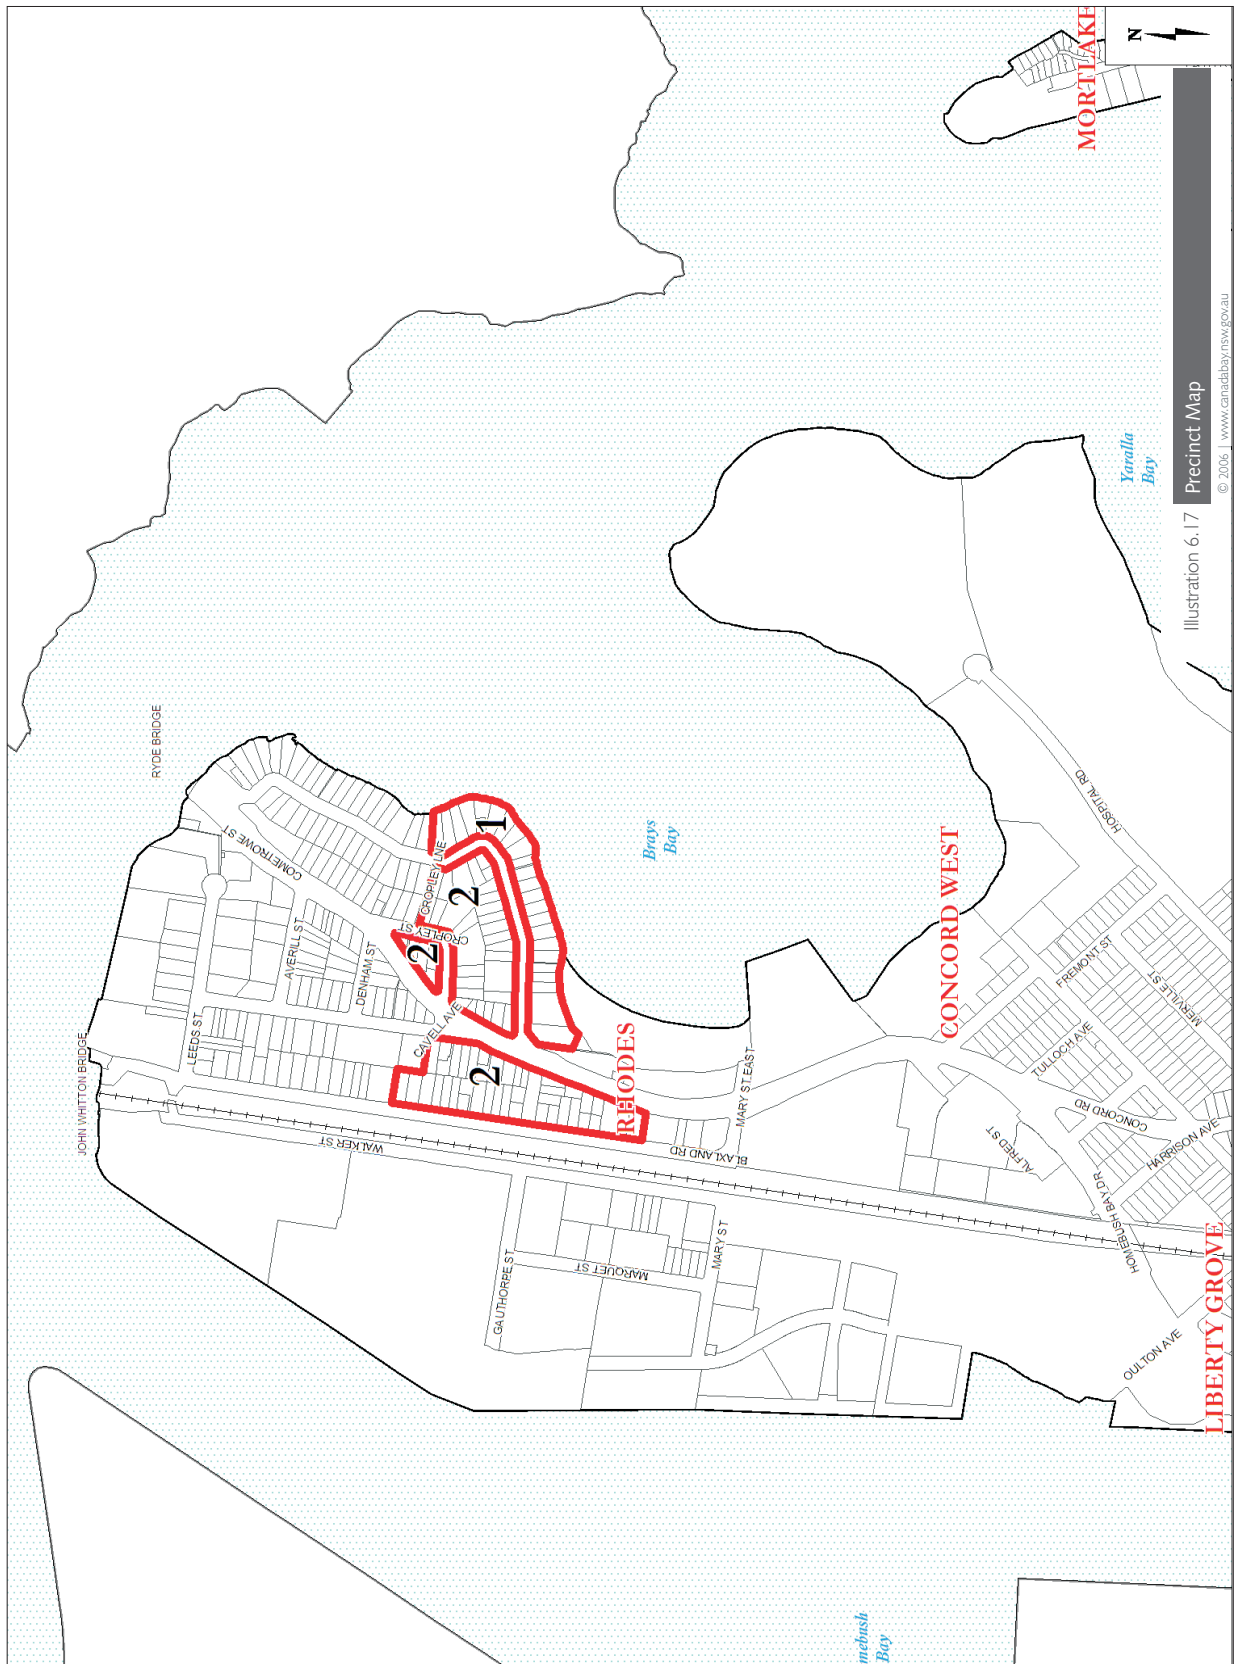 N
MORTLAKE
RYDE BRIDGE
JOHN WHITTON BRIDGE
COMETROWE ST
AVERILL ST
DENHAM ST
LEEDS ST
CROPLEY LNE
CROPLEY ST
CAVELL AVE
1
2
2
2
WALKER ST
BLAXLAND RD
RHODES
MARY ST EAST
Brays
Bay
Yaralla
Bay
HOSPITAL RD
CONCORD WEST
FREMONT ST
MERVILLE ST
TULLOCH AVE
CONCORD RD
ALFRED ST
HARRISON AVE
HOMEBUSH BAY DR
GAUTHORPE ST
MARQUET ST
MARY ST
OULTON AVE
LIBERTY GROVE
mebush
Bay
Illustration 6.17 Precinct Map
© 2006 | www.canadabay.nsw.gov.au